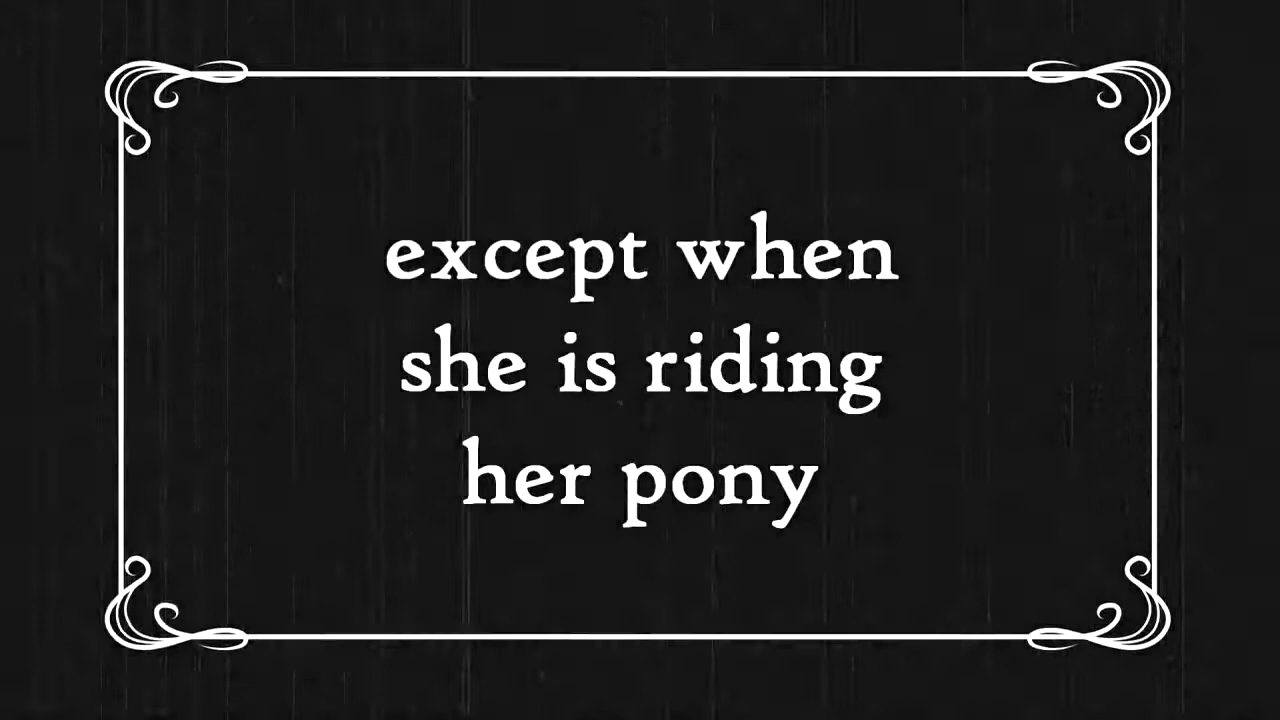 except when
she is riding
her pony